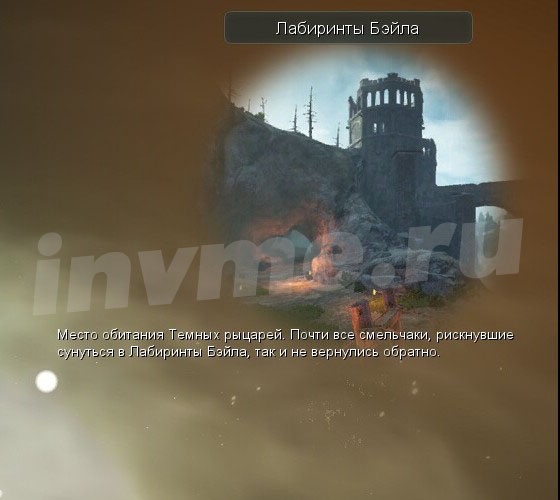 Лабиринты Бэйла
invme.ru
Место обитания Темных рыцарей. Почти все смельчаки, рискнувшие
сунуться в Лабиринты Бэйла, так и не вернулись обратно.